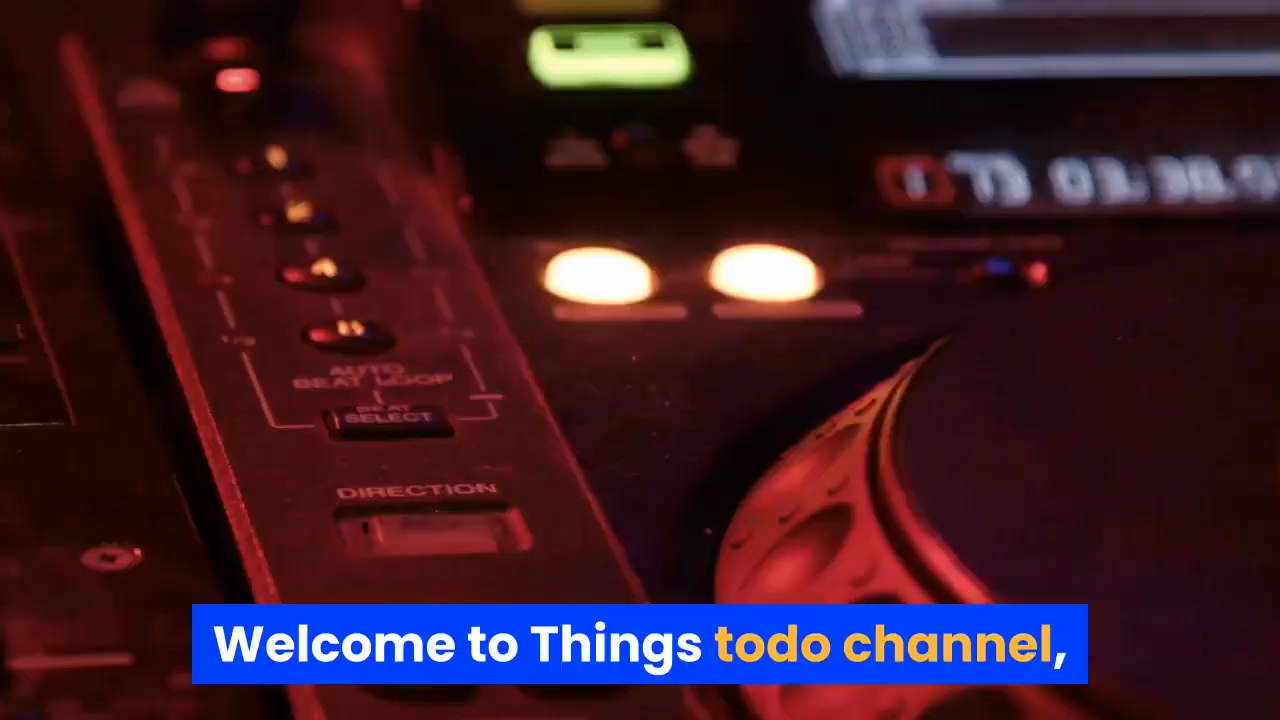 AUTO
BEAT LOOP
BEAT
SELECT
DIRECTION
Welcome to Things todo channel,